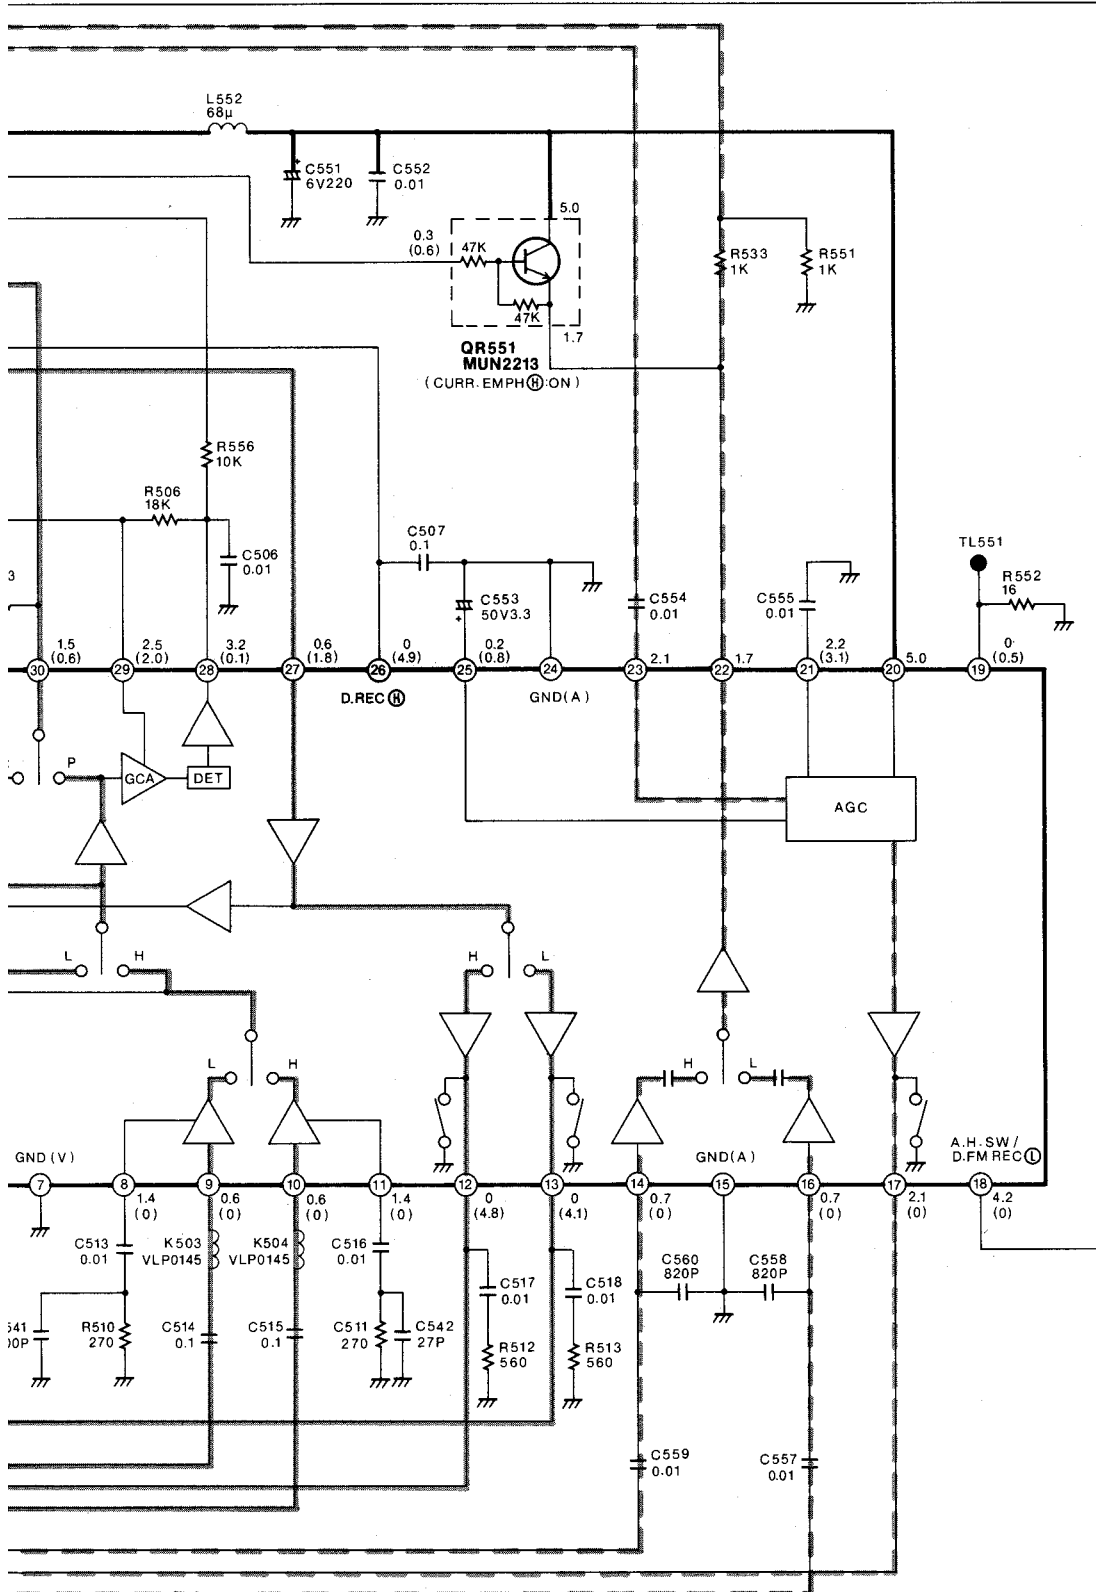 L552
68µ
C551
6V220
C552
0.01
5.0
0.3
(0.6)
47K
47K
1.7
QR551
MUN2213
(CURR.EMPH Ⓗ:ON)
R533
1K
R551
1K
R556
10K
R506
18K
C506
0.01
C507
0.1
C553
50V3.3
C554
0.01
C555
0.01
TL551
R552
16
3
30
1.5
(0.6)
29
2.5
(2.0)
28
3.2
(0.1)
27
0.6
(1.8)
26
0
(4.9)
25
0.2
(0.8)
24
23
2.1
22
1.7
21
2.2
(3.1)
20
5.0
19
0
(0.5)
D.REC Ⓗ
GND(A)
P
GCA
DET
AGC
L
H
H
L
L
H
H
L
GND(V)
GND(A)
A.H.SW/
D.FM REC Ⓛ
7
8
1.4
(0)
9
0.6
(0)
10
0.6
(0)
11
1.4
(0)
12
0
(4.8)
13
0
(4.1)
14
0.7
(0)
15
16
0.7
(0)
17
2.1
(0)
18
4.2
(0)
C513
0.01
K503
VLP0145
K504
VLP0145
C516
0.01
C517
0.01
C518
0.01
C560
820P
C558
820P
541
0P
R510
270
C514
0.1
C515
0.1
C511
270
C542
27P
R512
560
R513
560
C559
0.01
C557
0.01